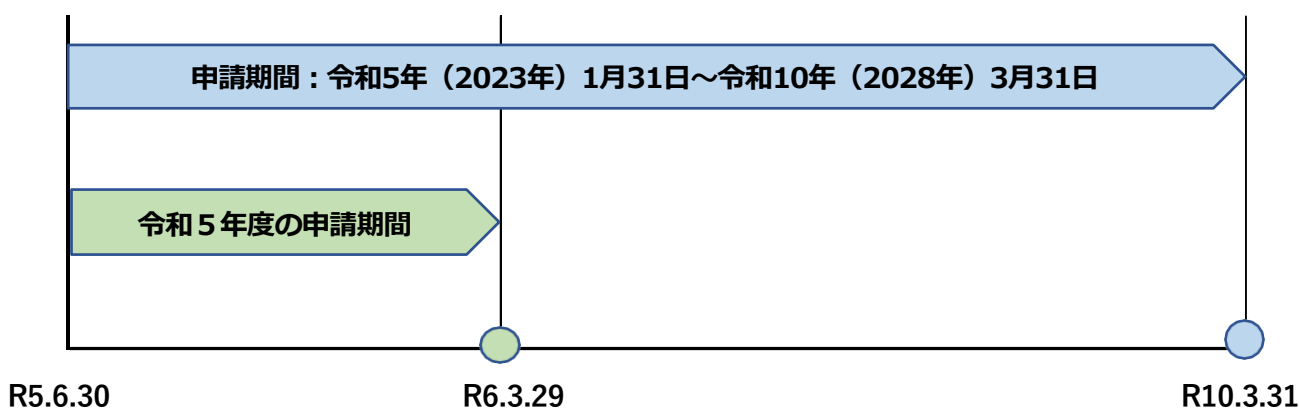 申請期間：令和5年（2023年）1月31日～令和10年（2028年）3月31日
令和５年度の申請期間
R5.6.30
R6.3.29
R10.3.31